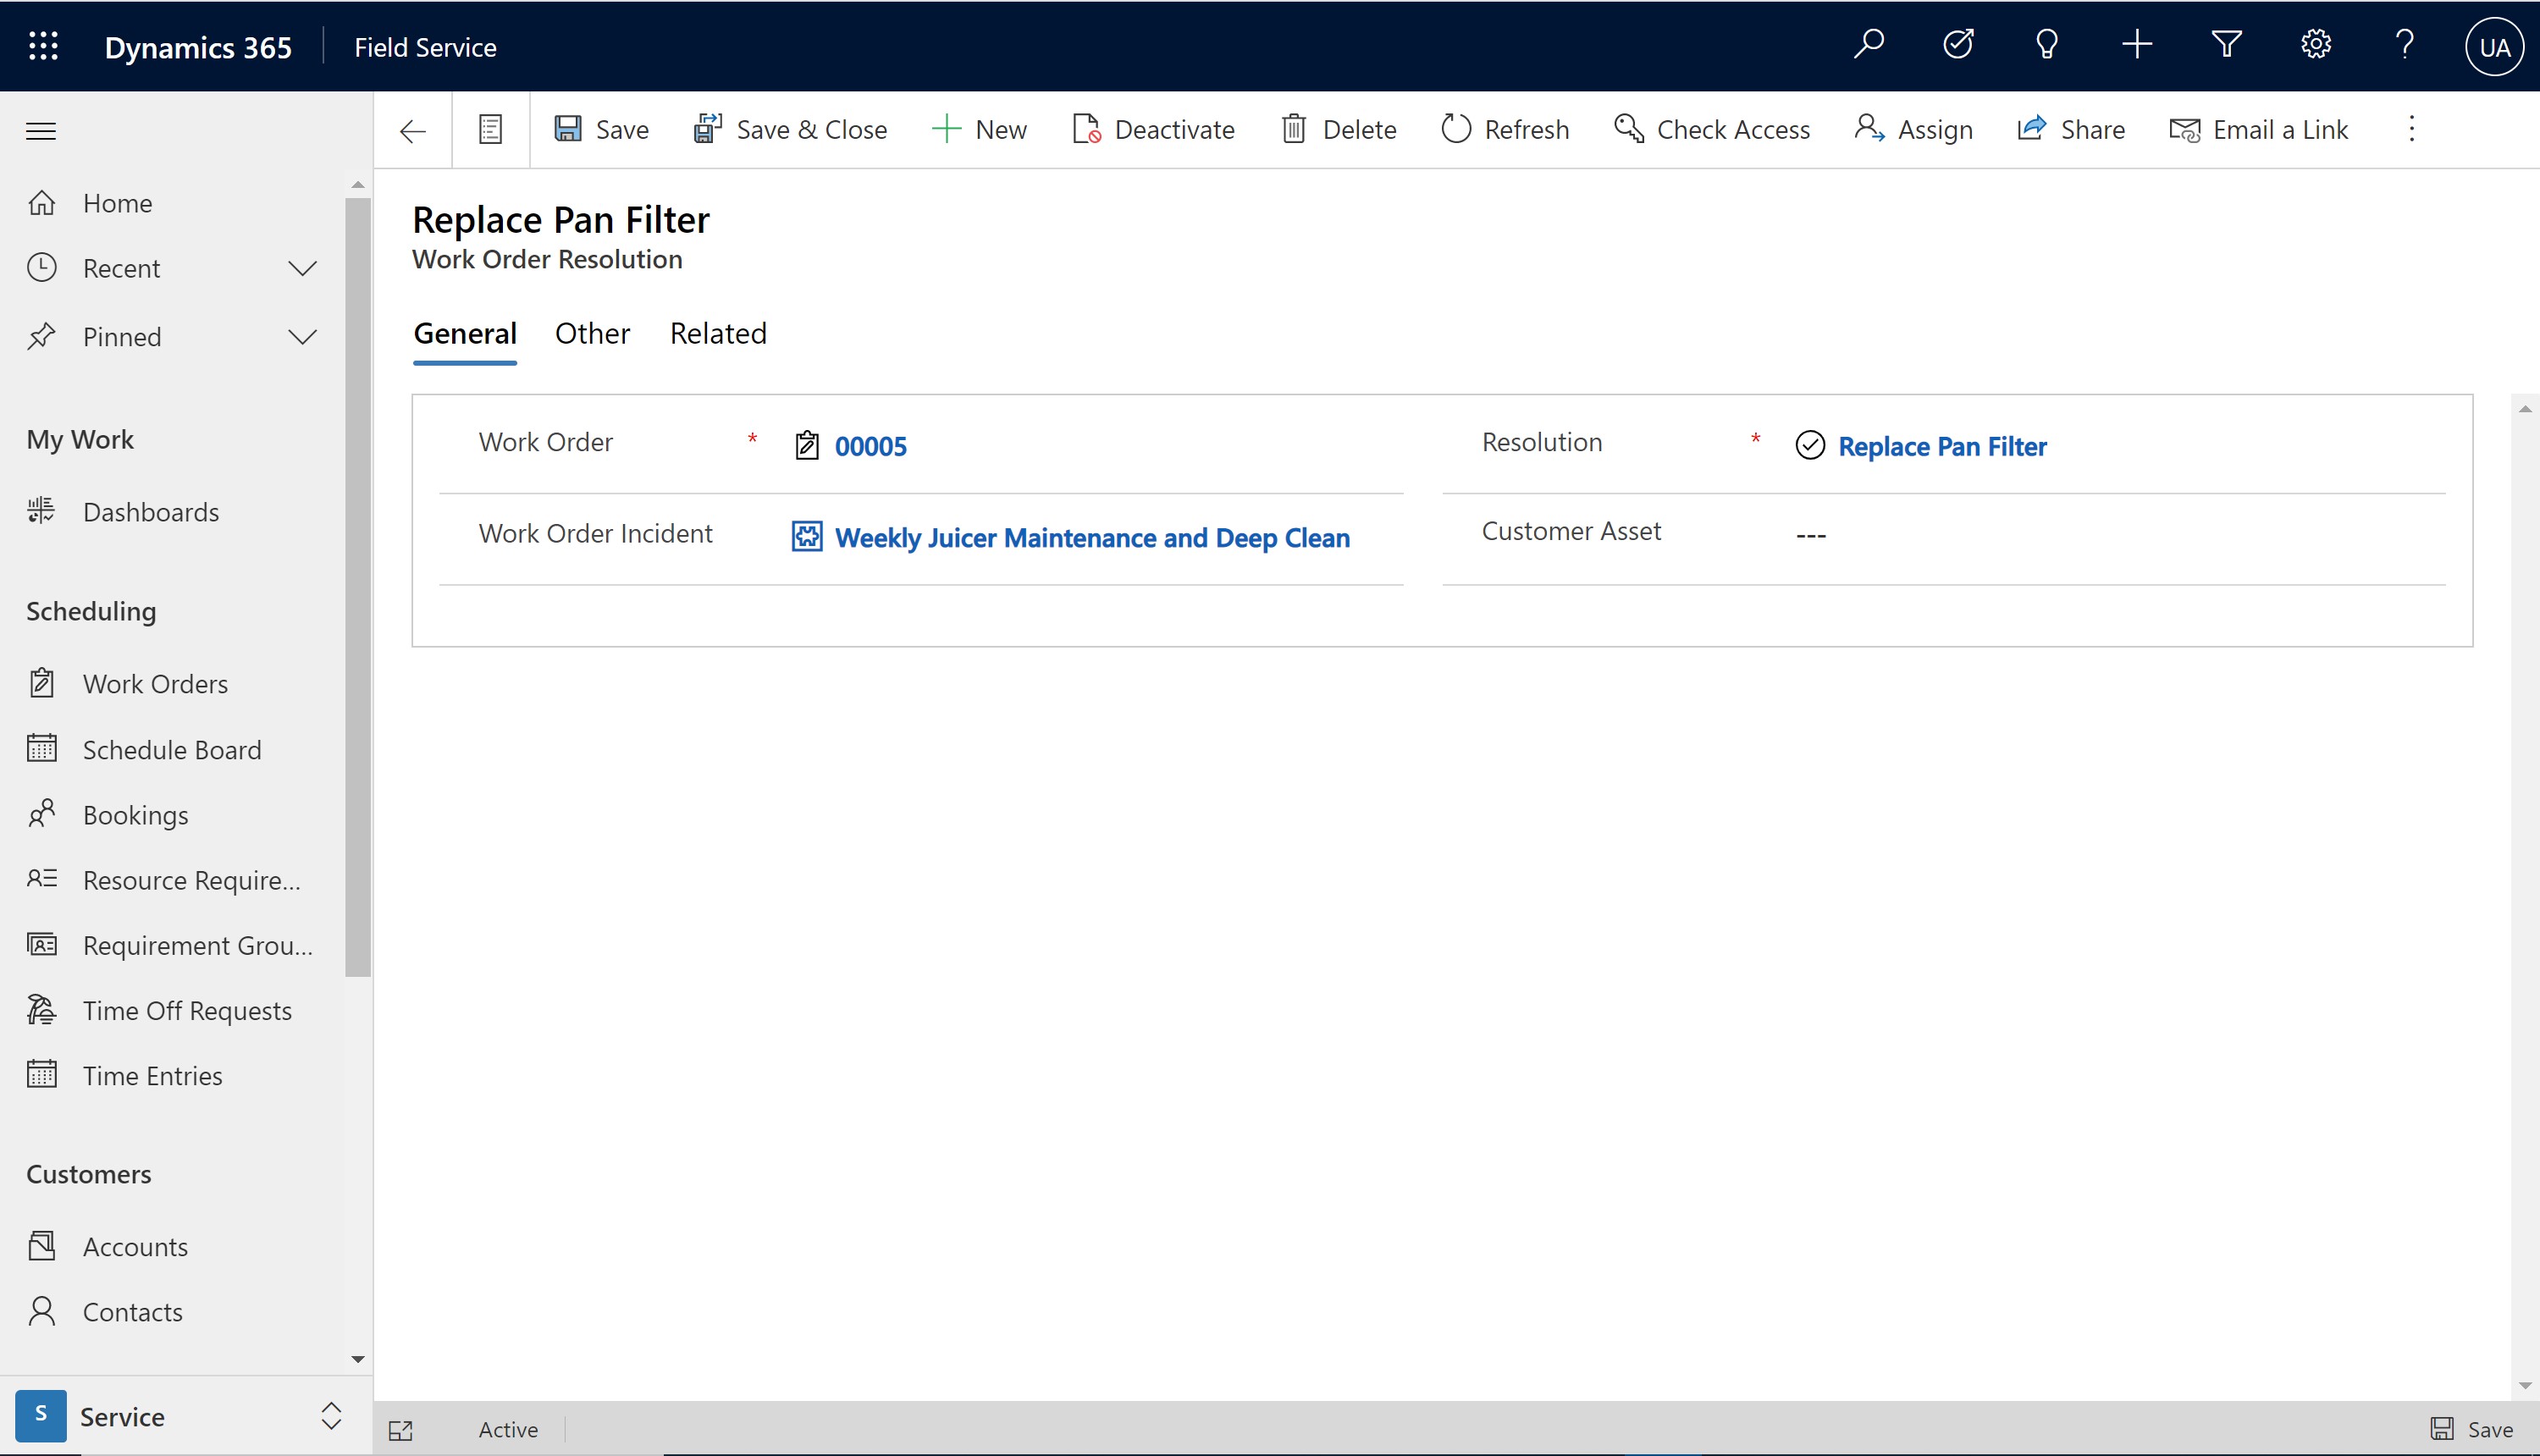 Dynamics 365 Field Service
UA
Save Save & Close New Deactivate Delete Refresh Check Access Assign Share Email a Link
Home
Recent
Pinned
My Work
Dashboards
Scheduling
Work Orders
Schedule Board
Bookings
Resource Require...
Requirement Grou...
Time Off Requests
Time Entries
Customers
Accounts
Contacts
S Service
Replace Pan Filter
Work Order Resolution
General Other Related
Work Order * 00005
Resolution * Replace Pan Filter
Work Order Incident Weekly Juicer Maintenance and Deep Clean
Customer Asset ---
Active
Save